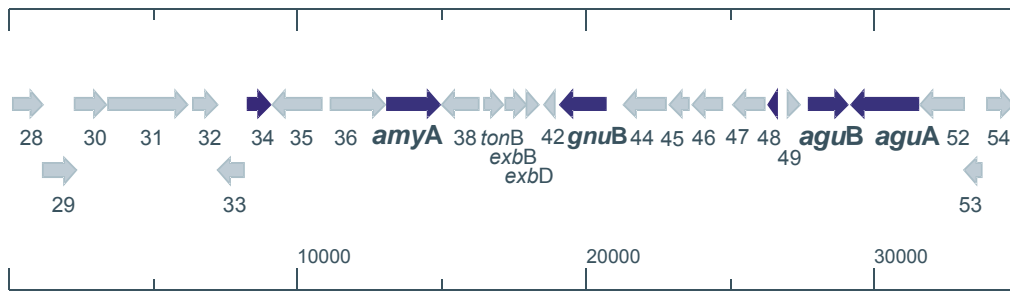 28 30 31 32 34 35 36 amyA 38 tonB 42 gnuB 44 45 46 47 48 aguB aguA 52 54
exbB 49
exbD
29 33 53
10000 20000 30000